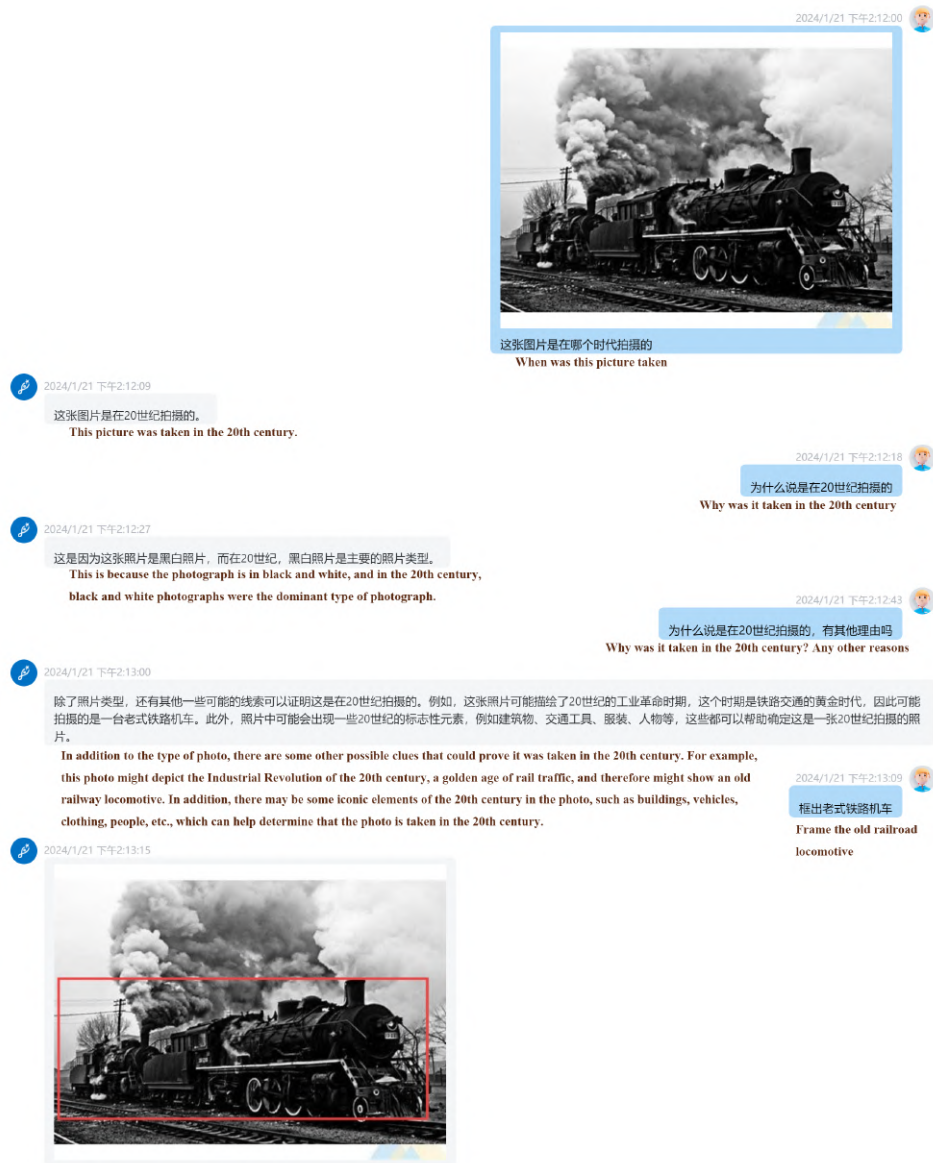 2024/1/21 下午2:12:00
这张图片是在哪个时代拍摄的
When was this picture taken
2024/1/21 下午2:12:09
这张图片是在20世纪拍摄的。
This picture was taken in the 20th century.
2024/1/21 下午2:12:18
为什么说是在20世纪拍摄的
Why was it taken in the 20th century
2024/1/21 下午2:12:27
这是因为这张照片是黑白照片，而在20世纪，黑白照片是主要的照片类型。
This is because the photograph is in black and white, and in the 20th century,
black and white photographs were the dominant type of photograph.
2024/1/21 下午2:12:43
为什么说是在20世纪拍摄的，有其他理由吗
Why was it taken in the 20th century? Any other reasons
2024/1/21 下午2:13:00
除了照片类型，还有其他一些可能的线索可以证明这是在20世纪拍摄的。例如，这张照片可能描绘了20世纪的工业革命时期，这个时期是铁路交通的黄金时代，因此可能
拍摄的是一台老式铁路机车。此外，照片中可能会出现一些20世纪的标志性元素，例如建筑物、交通工具、服装、人物等，这些都可以帮助确定这是一张20世纪拍摄的照
片。
In addition to the type of photo, there are some other possible clues that could prove it was taken in the 20th century. For example,
this photo might depict the Industrial Revolution of the 20th century, a golden age of rail traffic, and therefore might show an old
railway locomotive. In addition, there may be some iconic elements of the 20th century in the photo, such as buildings, vehicles,
clothing, people, etc., which can help determine that the photo is taken in the 20th century.
2024/1/21 下午2:13:09
框出老式铁路机车
Frame the old railroad
locomotive
2024/1/21 下午2:13:15